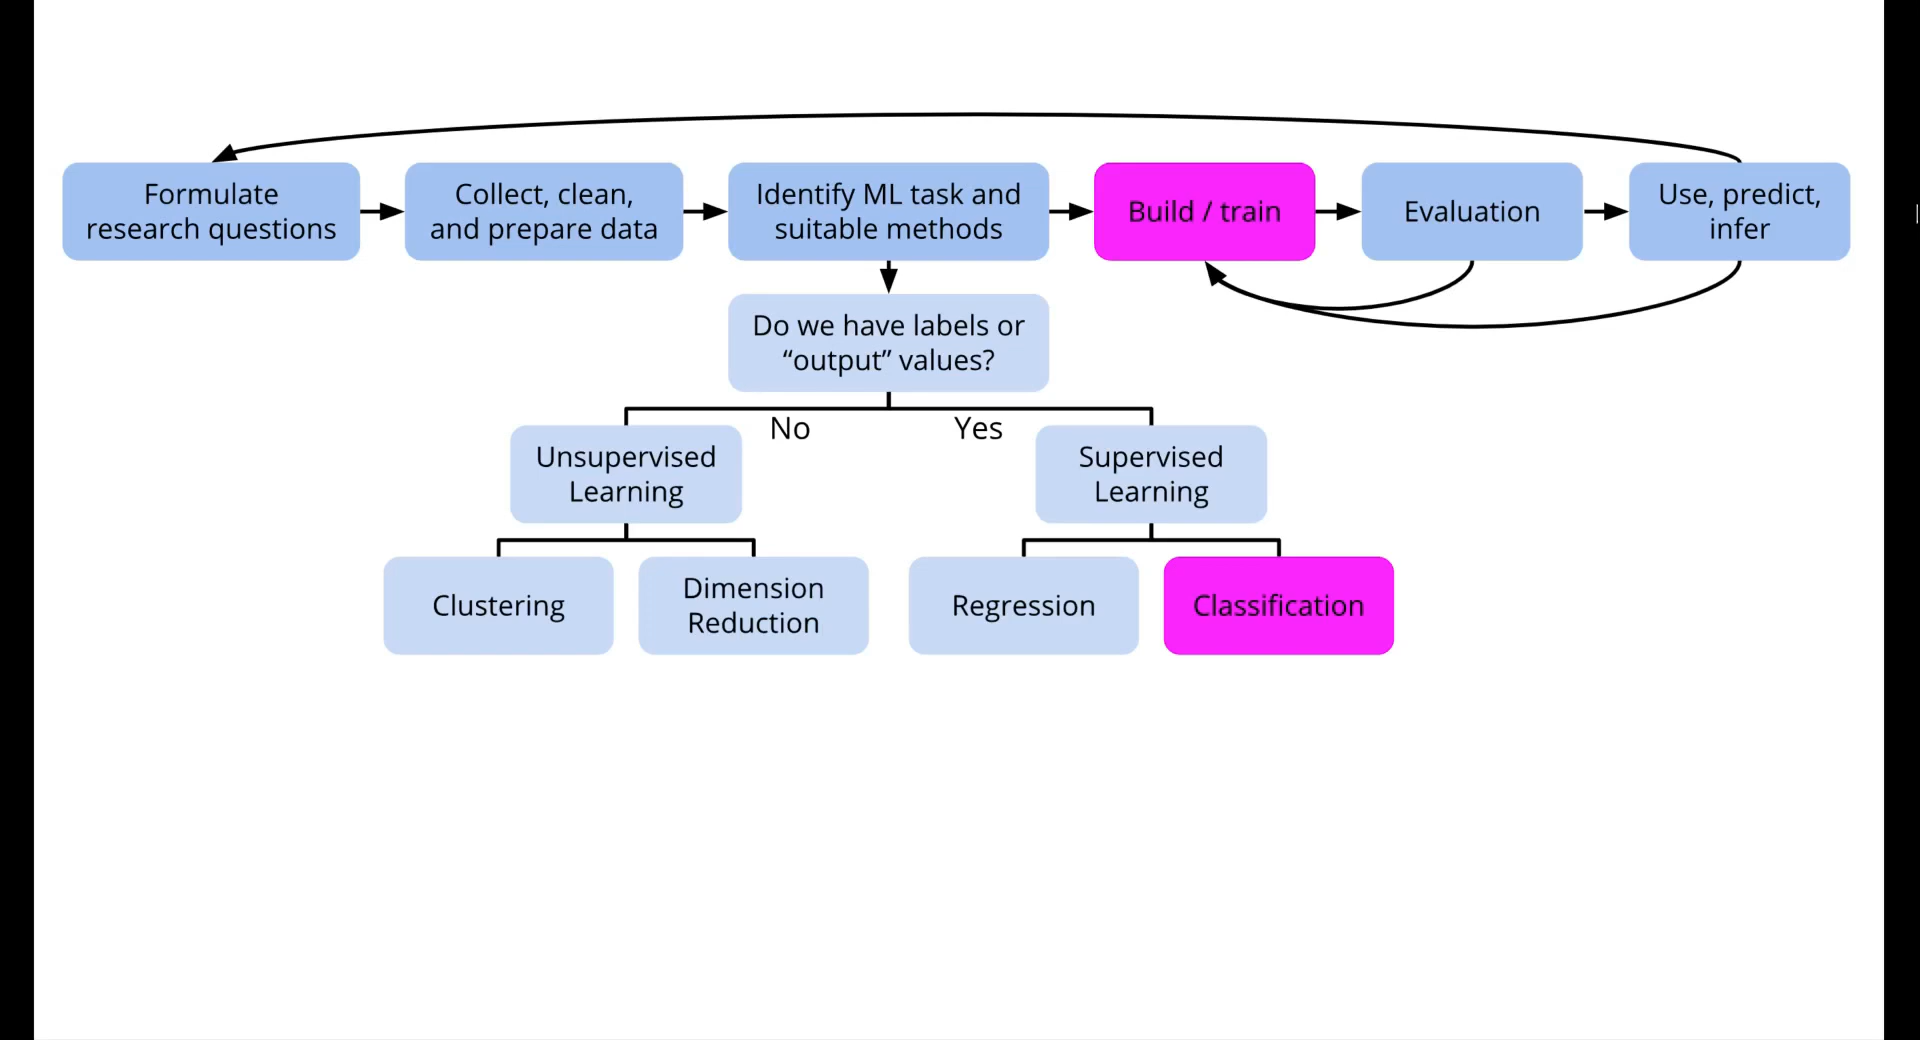 Formulate
research questions
Collect, clean,
and prepare data
Identify ML task and
suitable methods
Build / train
Evaluation
Use, predict,
infer
Do we have labels or
“output” values?
No
Yes
Unsupervised
Learning
Supervised
Learning
Clustering
Dimension
Reduction
Regression
Classification